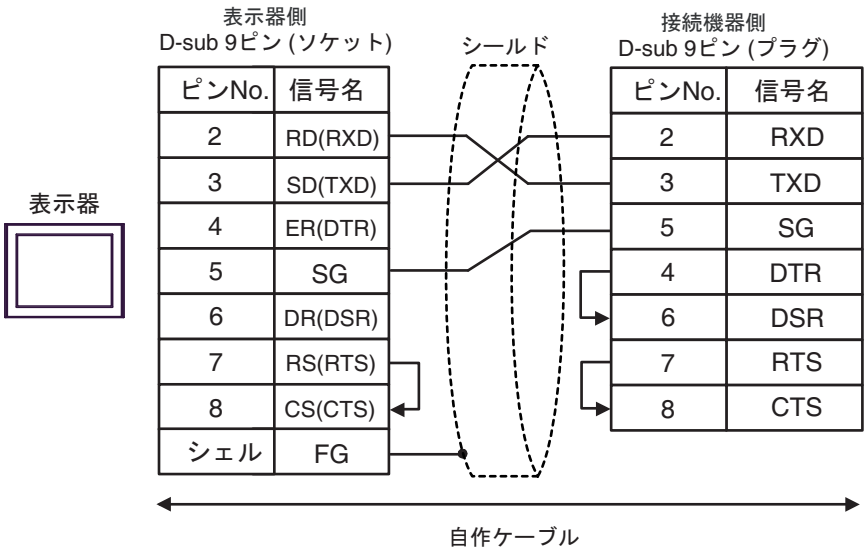 表示器側
D-sub 9ピン (ソケット)
シールド
接続機器側
D-sub 9ピン (プラグ)
表示器
ピンNo. 信号名
2 RD(RXD)
3 SD(TXD)
4 ER(DTR)
5 SG
6 DR(DSR)
7 RS(RTS)
8 CS(CTS)
シェル FG
ピンNo. 信号名
2 RXD
3 TXD
5 SG
4 DTR
6 DSR
7 RTS
8 CTS
自作ケーブル